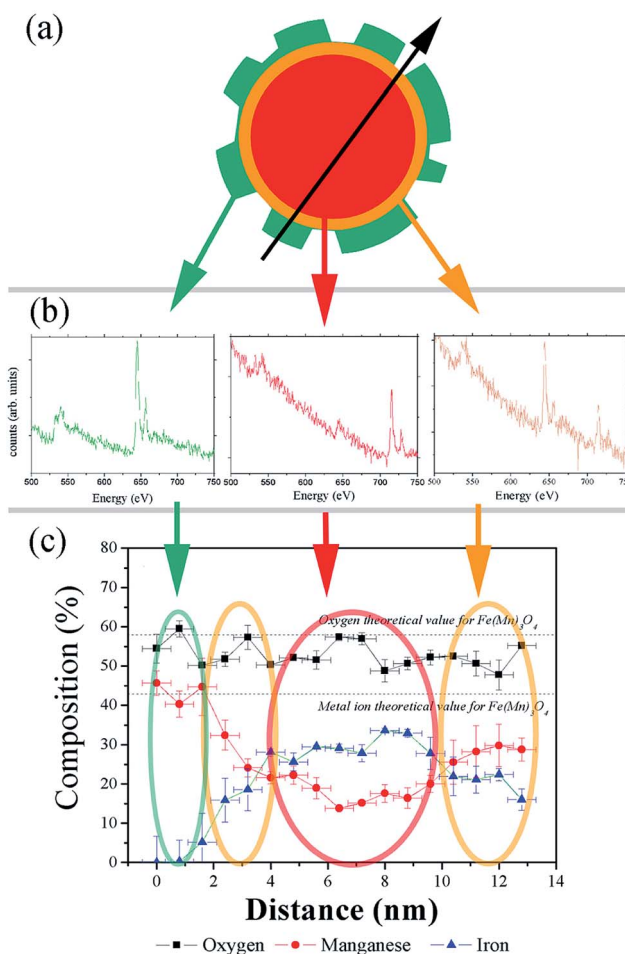 (a)
(b)
counts (arb. units)
500 550 600 650 700 750
500 550 600 650 700 750
500 550 600 650 700
Energy (eV)
Energy (eV)
Energy (eV)
(c)
80
70
60
50
40
30
20
10
0
Composition (%)
Oxygen theoretical value for Fe(Mn)₃O₄
Metal ion theoretical value for Fe(Mn)₃O₄
0 2 4 6 8 10 12 14
Distance (nm)
Oxygen Manganese Iron